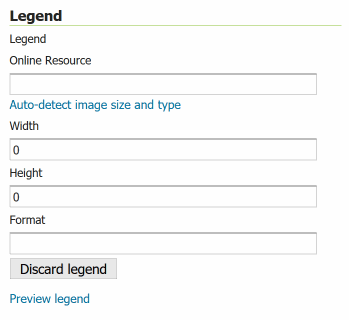 Legend
Legend
Online Resource
Auto-detect image size and type
Width
0
Height
0
Format
Discard legend
Preview legend